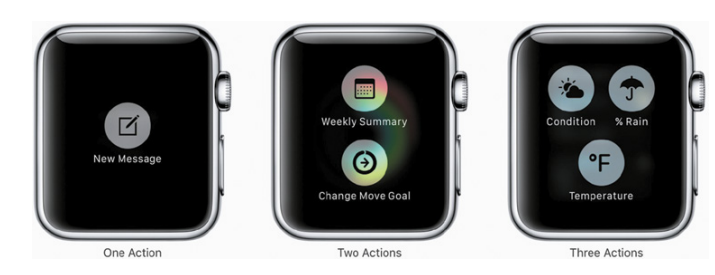 New Message
One Action
Weekly Summary
Change Move Goal
Two Actions
Condition
% Rain
°F
Temperature
Three Actions